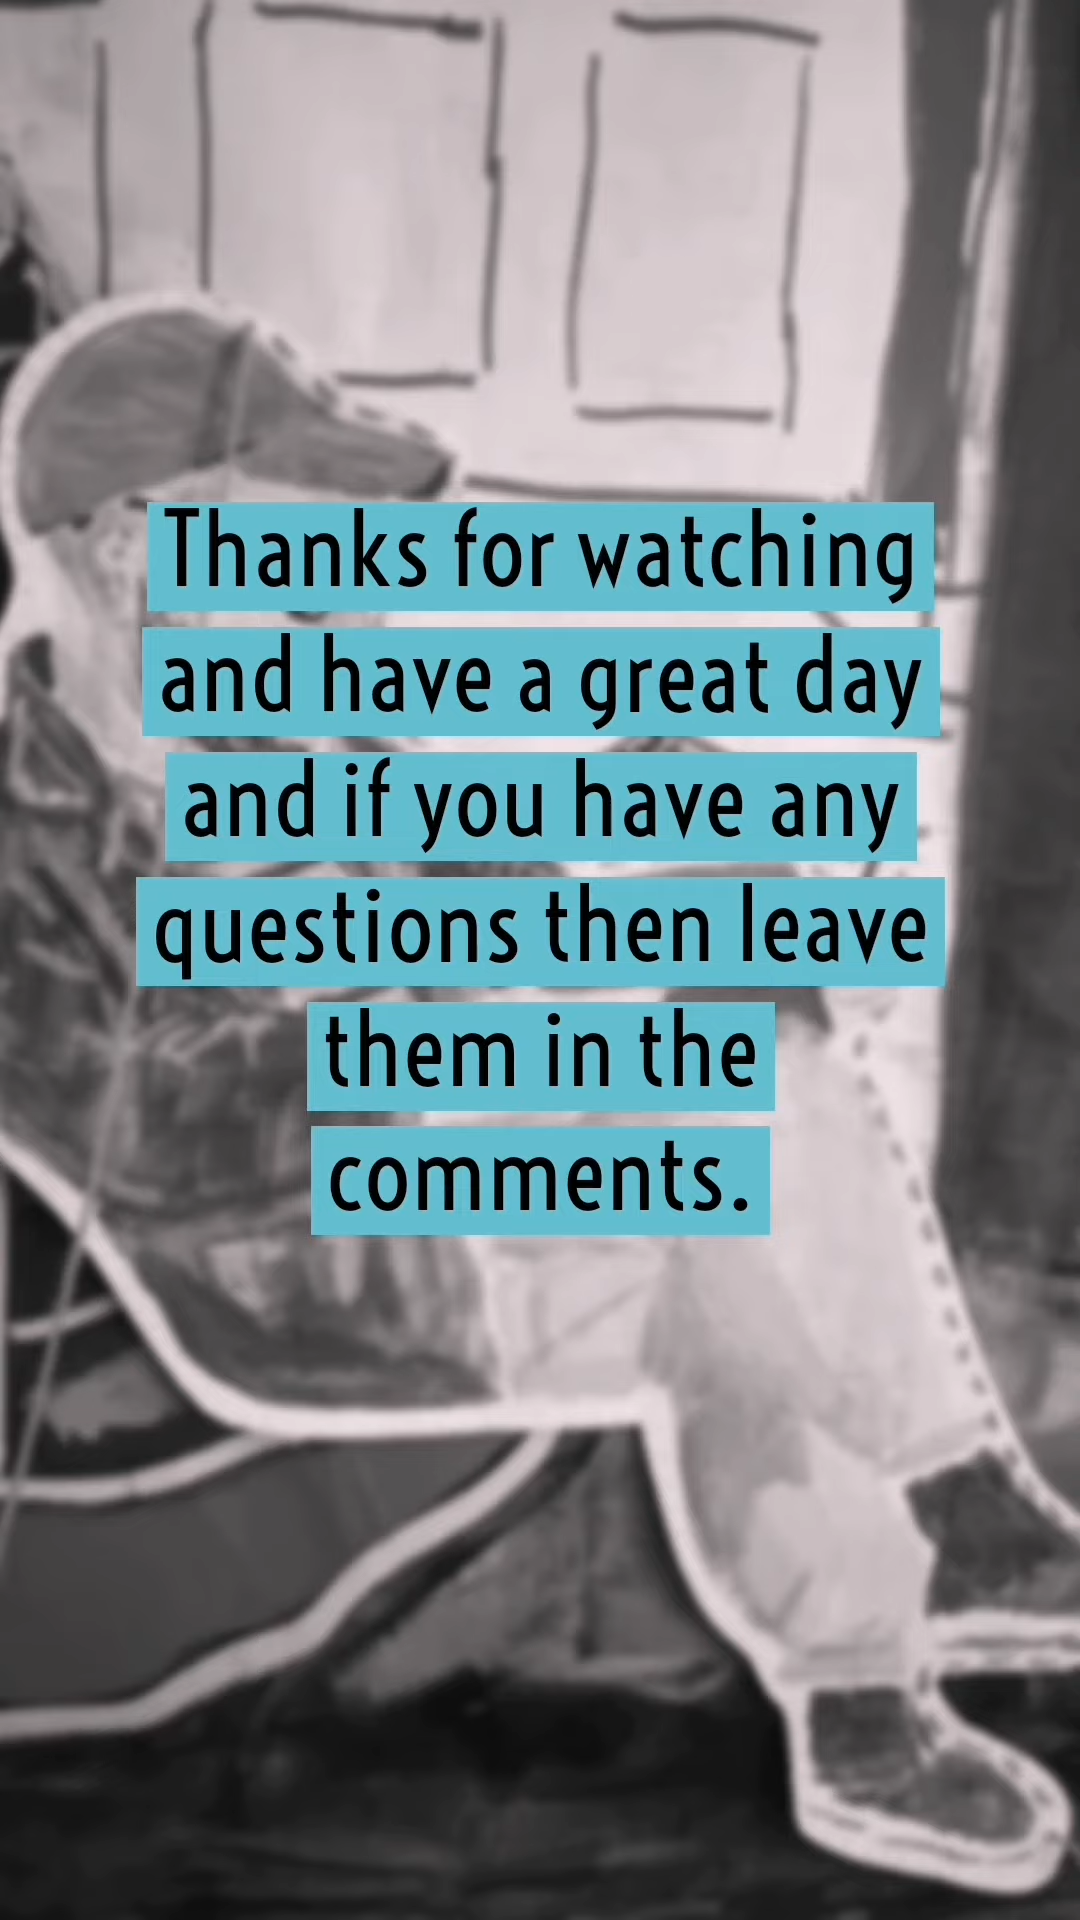 Thanks for watching
and have a great day
and if you have any
questions then leave
them in the
comments.